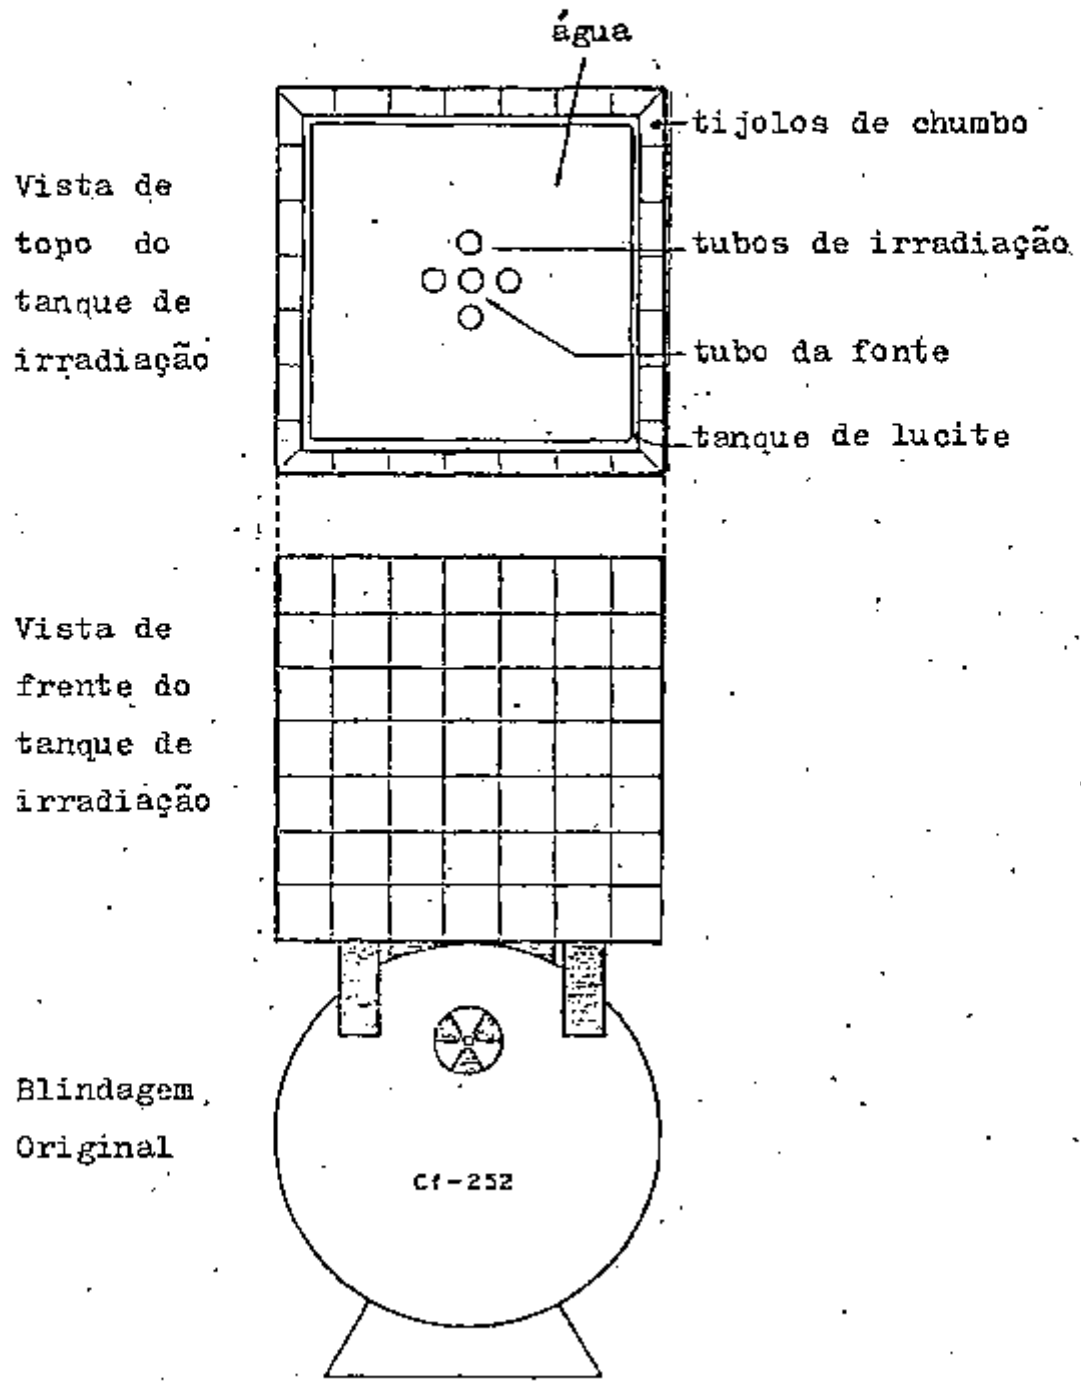 água
tijolos de chumbo
Vista de
topo do
tanque de
irradiação
tubos de irradiação
tubo da fonte
tanque de lucite
Vista de
frente do
tanque de
irradiação
Blindagem
Original
Cf-252